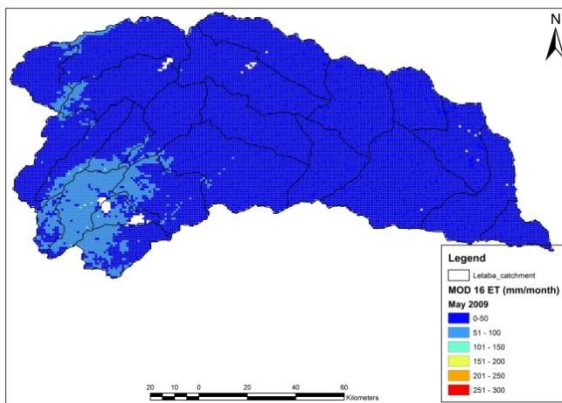 N
Legend
Letaba_catchment
MOD 16 ET (mm/month)
May 2009
0-50
51 - 100
101 - 150
151 - 200
201 - 250
251 - 300
20 10 0 20 40 60
Kilometers